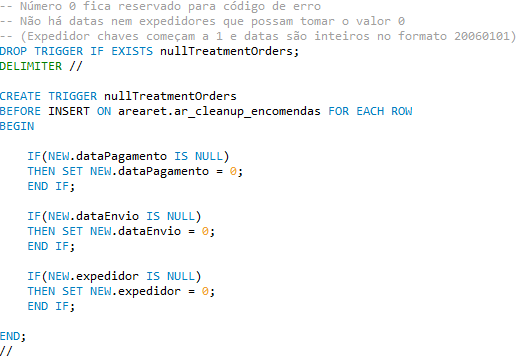 -- Número 0 fica reservado para código de erro
-- Não há datas nem expedidores que possam tomar o valor 0
-- (Expedidor chaves começam a 1 e datas são inteiros no formato 20060101)
DROP TRIGGER IF EXISTS nullTreatmentOrders;
DELIMITER //
CREATE TRIGGER nullTreatmentOrders
BEFORE INSERT ON arearet.ar_cleanup_encomendas FOR EACH ROW
BEGIN
IF(NEW.dataPagamento IS NULL)
THEN SET NEW.dataPagamento = 0;
END IF;
IF(NEW.dataEnvio IS NULL)
THEN SET NEW.dataEnvio = 0;
END IF;
IF(NEW.expedidor IS NULL)
THEN SET NEW.expedidor = 0;
END IF;
END;
//